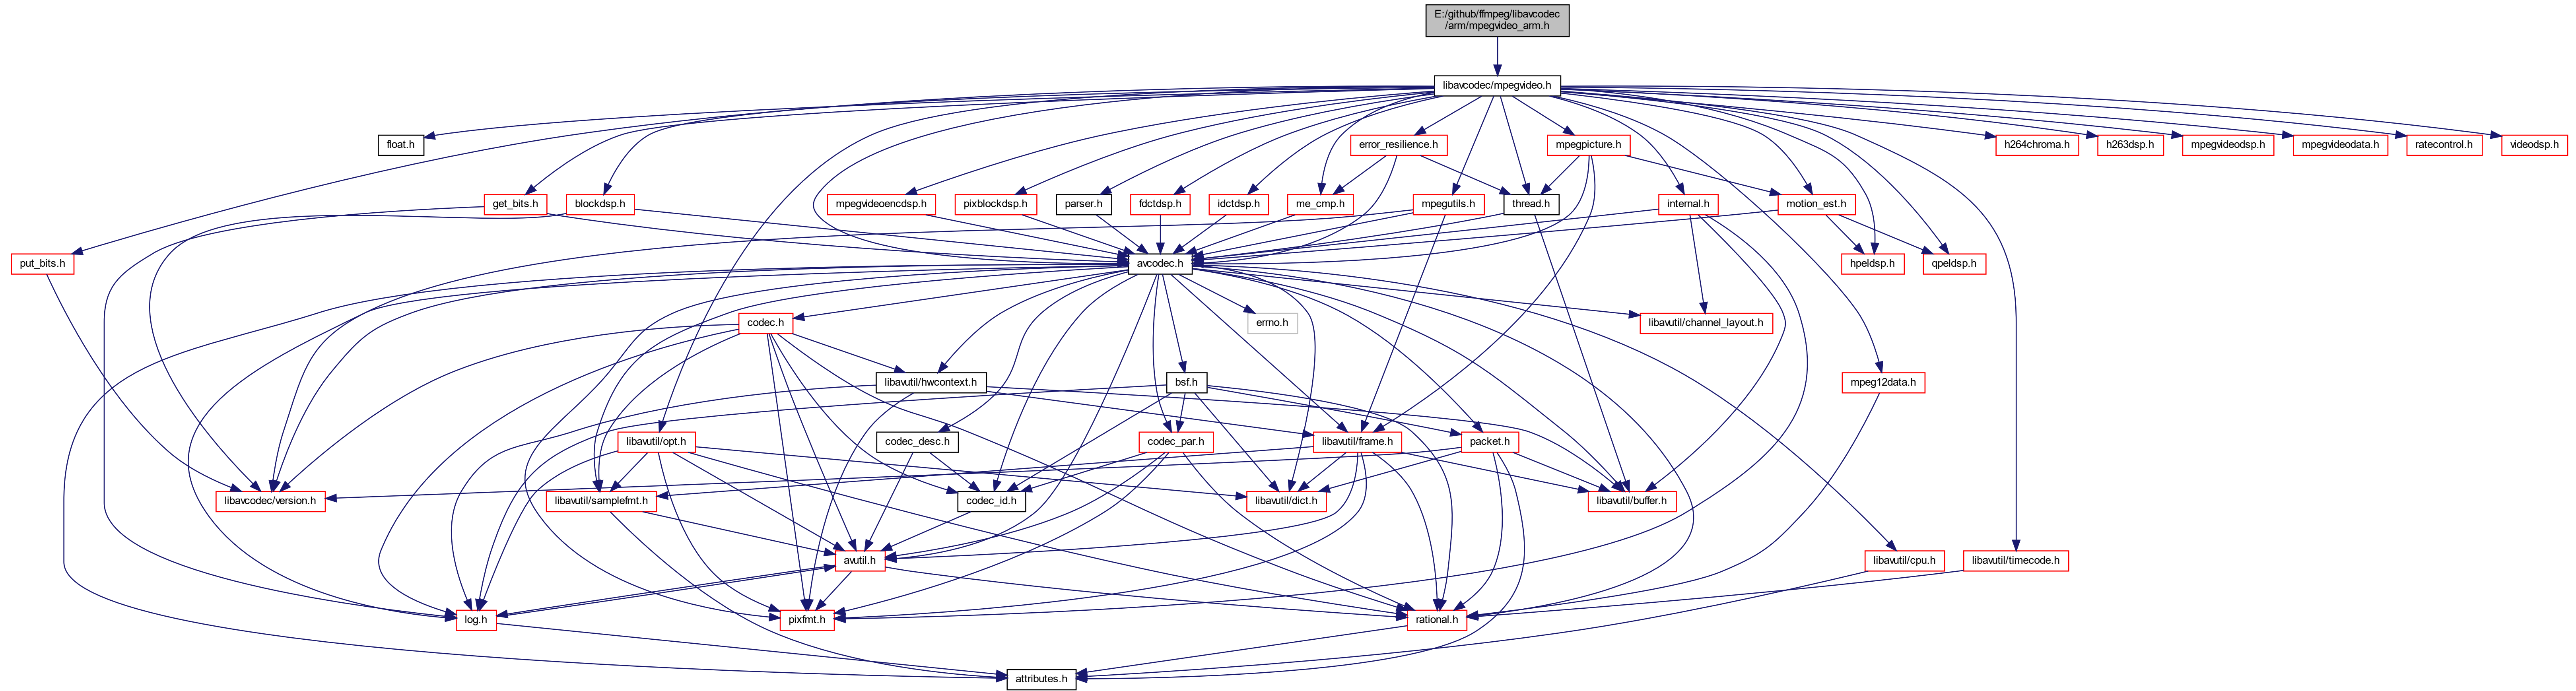 E:/github/ffmpeg/libavcodec
/arm/mpegvideo_arm.h
libavcodec/mpegvideo.h
float.h
error_resilience.h
mpegpicture.h
h264chroma.h
h263dsp.h
mpegvideodsp.h
mpegvideodata.h
ratecontrol.h
videodsp.h
get_bits.h
blockdsp.h
mpegvideoencdsp.h
pixblockdsp.h
parser.h
fdctdsp.h
idctdsp.h
me_cmp.h
mpegutils.h
thread.h
internal.h
motion_est.h
put_bits.h
avcodec.h
hpeldsp.h
qpeldsp.h
codec.h
errno.h
libavutil/channel_layout.h
libavutil/hwcontext.h
bsf.h
mpeg12data.h
libavutil/opt.h
codec_desc.h
codec_par.h
libavutil/frame.h
packet.h
libavcodec/version.h
libavutil/samplefmt.h
codec_id.h
libavutil/dict.h
libavutil/buffer.h
avutil.h
libavutil/cpu.h
libavutil/timecode.h
log.h
pixfmt.h
rational.h
attributes.h